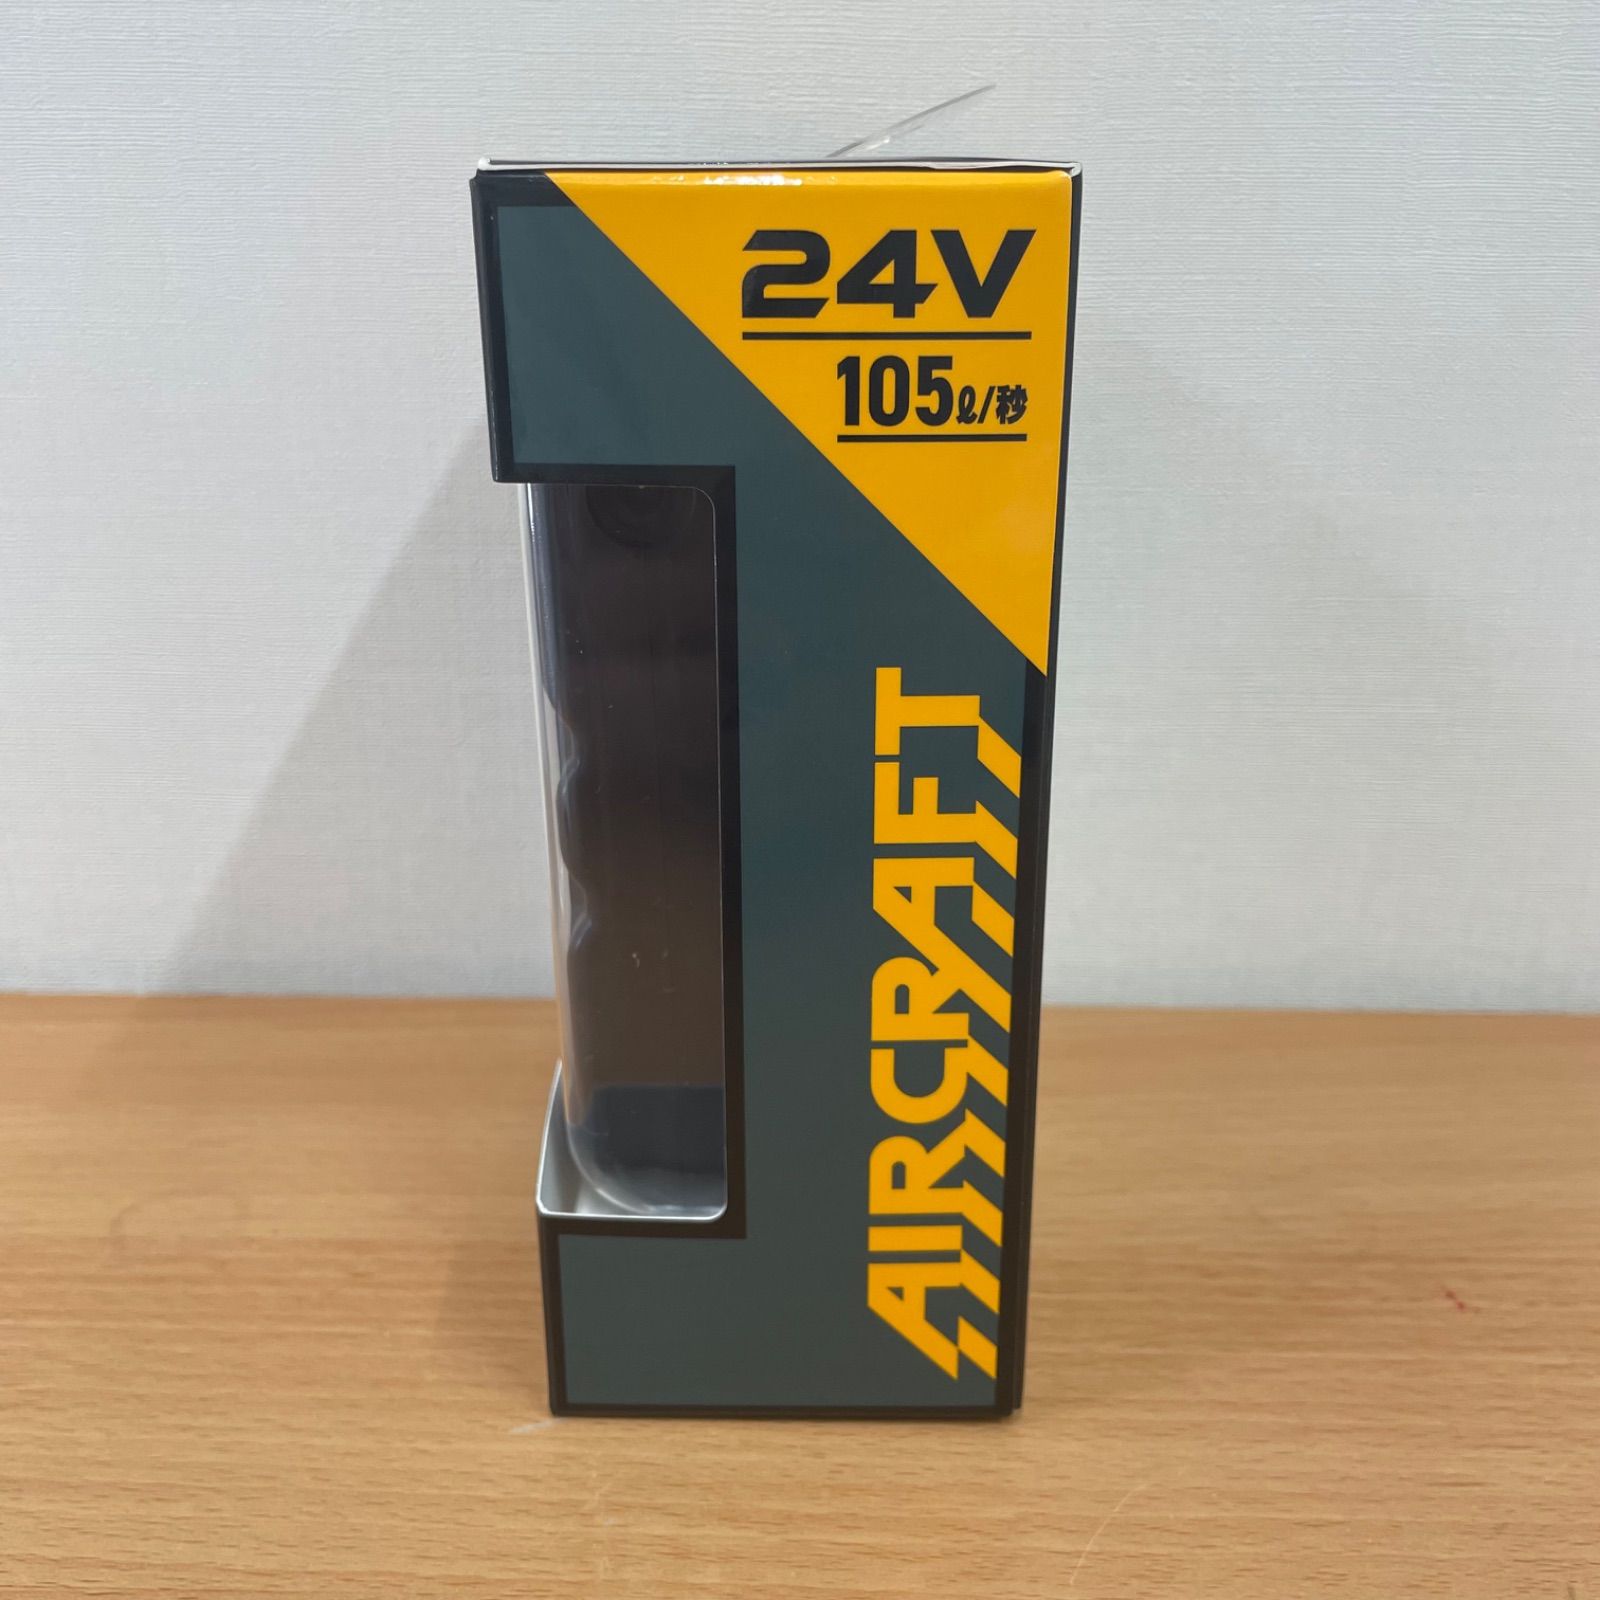 24V
105ℓ/秒
AIRCRAFT